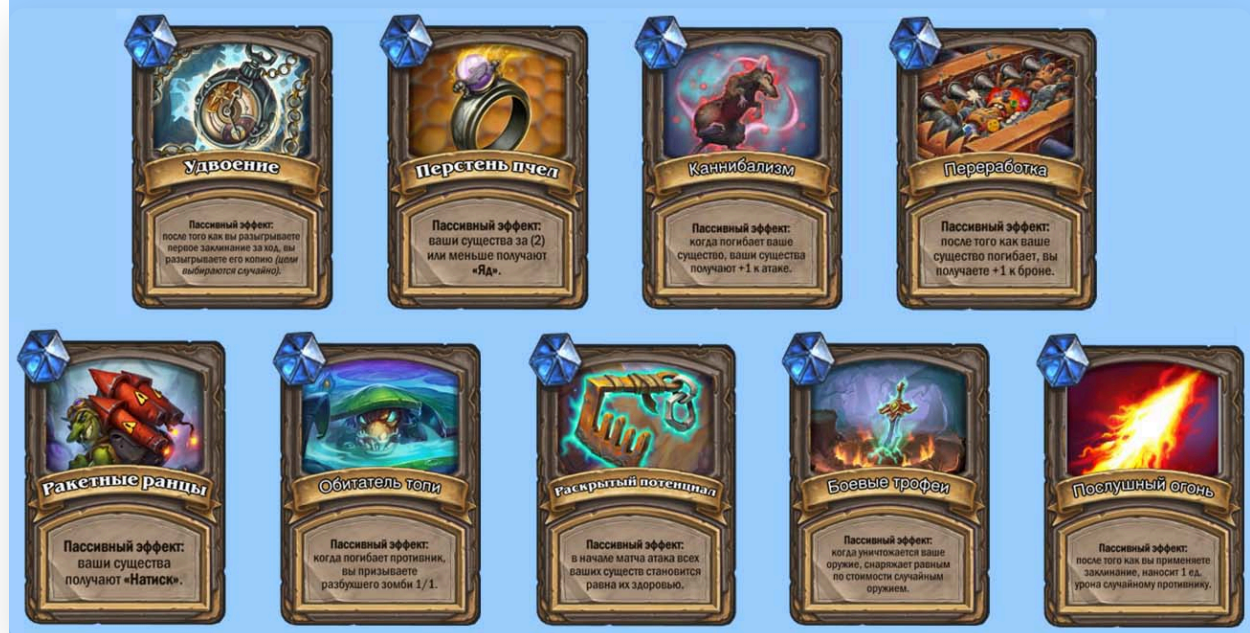 Удвоение
Пассивный эффект:
после того как вы разыгрываете
первое заклинание за ход, вы
разыгрываете его копию (цели
выбираются случайно).
Перстень пчел
Пассивный эффект:
ваши существа за (2)
или меньше получают
«Яд».
Каннибализм
Пассивный эффект:
когда погибает ваше
существо, ваши существа
получают +1 к атаке.
Переработка
Пассивный эффект:
после того как ваше
существо погибает, вы
получаете +1 к броне.
Ракетные ранцы
Пассивный эффект:
ваши существа
получают «Натиск».
Обитатель топи
Пассивный эффект:
когда погибает противник,
вы призываете
разбухшего зомби 1/1.
Раскрытый потенциал
Пассивный эффект:
в начале матча атака всех
ваших существ становится
равна их здоровью.
Боевые трофеи
Пассивный эффект:
когда уничтожается ваше
оружие, снаряжает равным
по стоимости случайным
оружием.
Послушный огонь
Пассивный эффект:
после того как вы применяете
заклинание, наносит 1 ед.
урона случайному противнику.